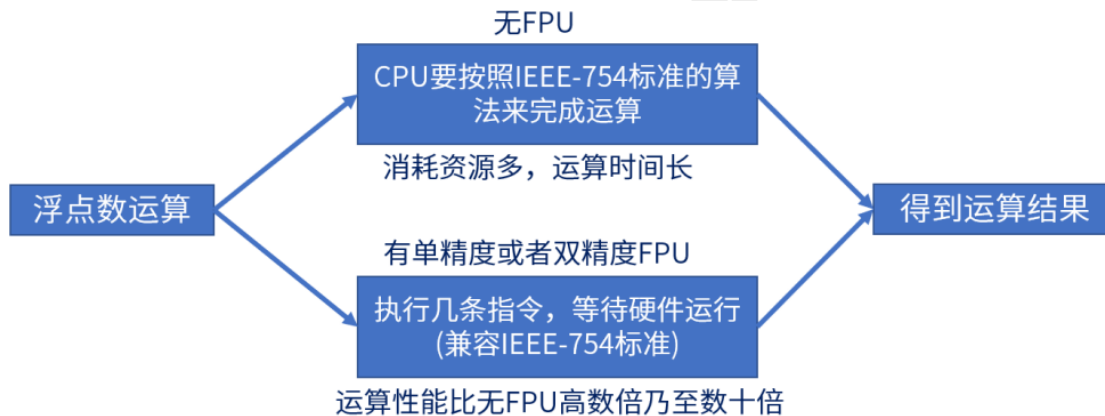 无FPU
CPU要按照IEEE-754标准的算
法来完成运算
消耗资源多，运算时间长
浮点数运算
得到运算结果
有单精度或者双精度FPU
执行几条指令，等待硬件运行
(兼容IEEE-754标准)
运算性能比无FPU高数倍乃至数十倍